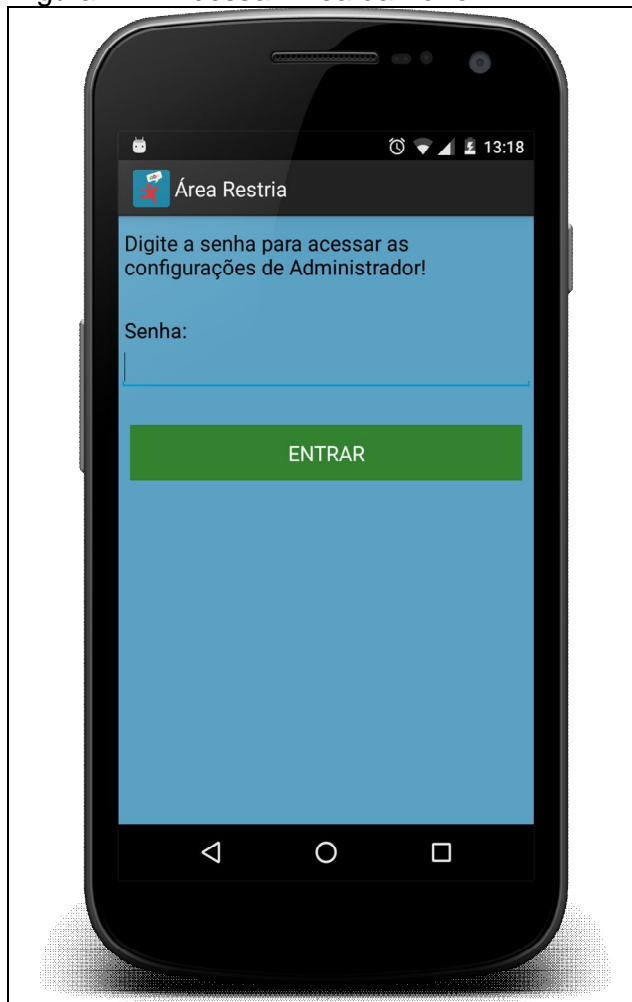 13:18
Área Restria
Digite a senha para acessar as
configurações de Administrador!
Senha:
ENTRAR